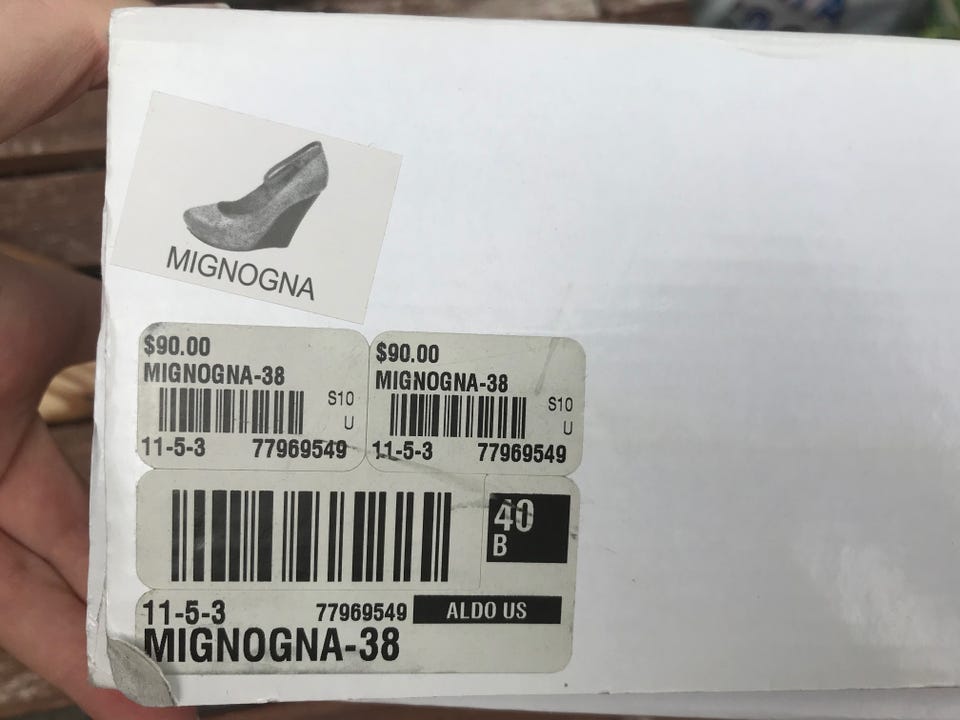 MIGNOGNA
$90.00
MIGNOGNA-38
S10
U
11-5-3 77969549
$90.00
MIGNOGNA-38
S10
U
11-5-3 77969549
40
B
11-5-3 77969549 ALDO US
MIGNOGNA-38